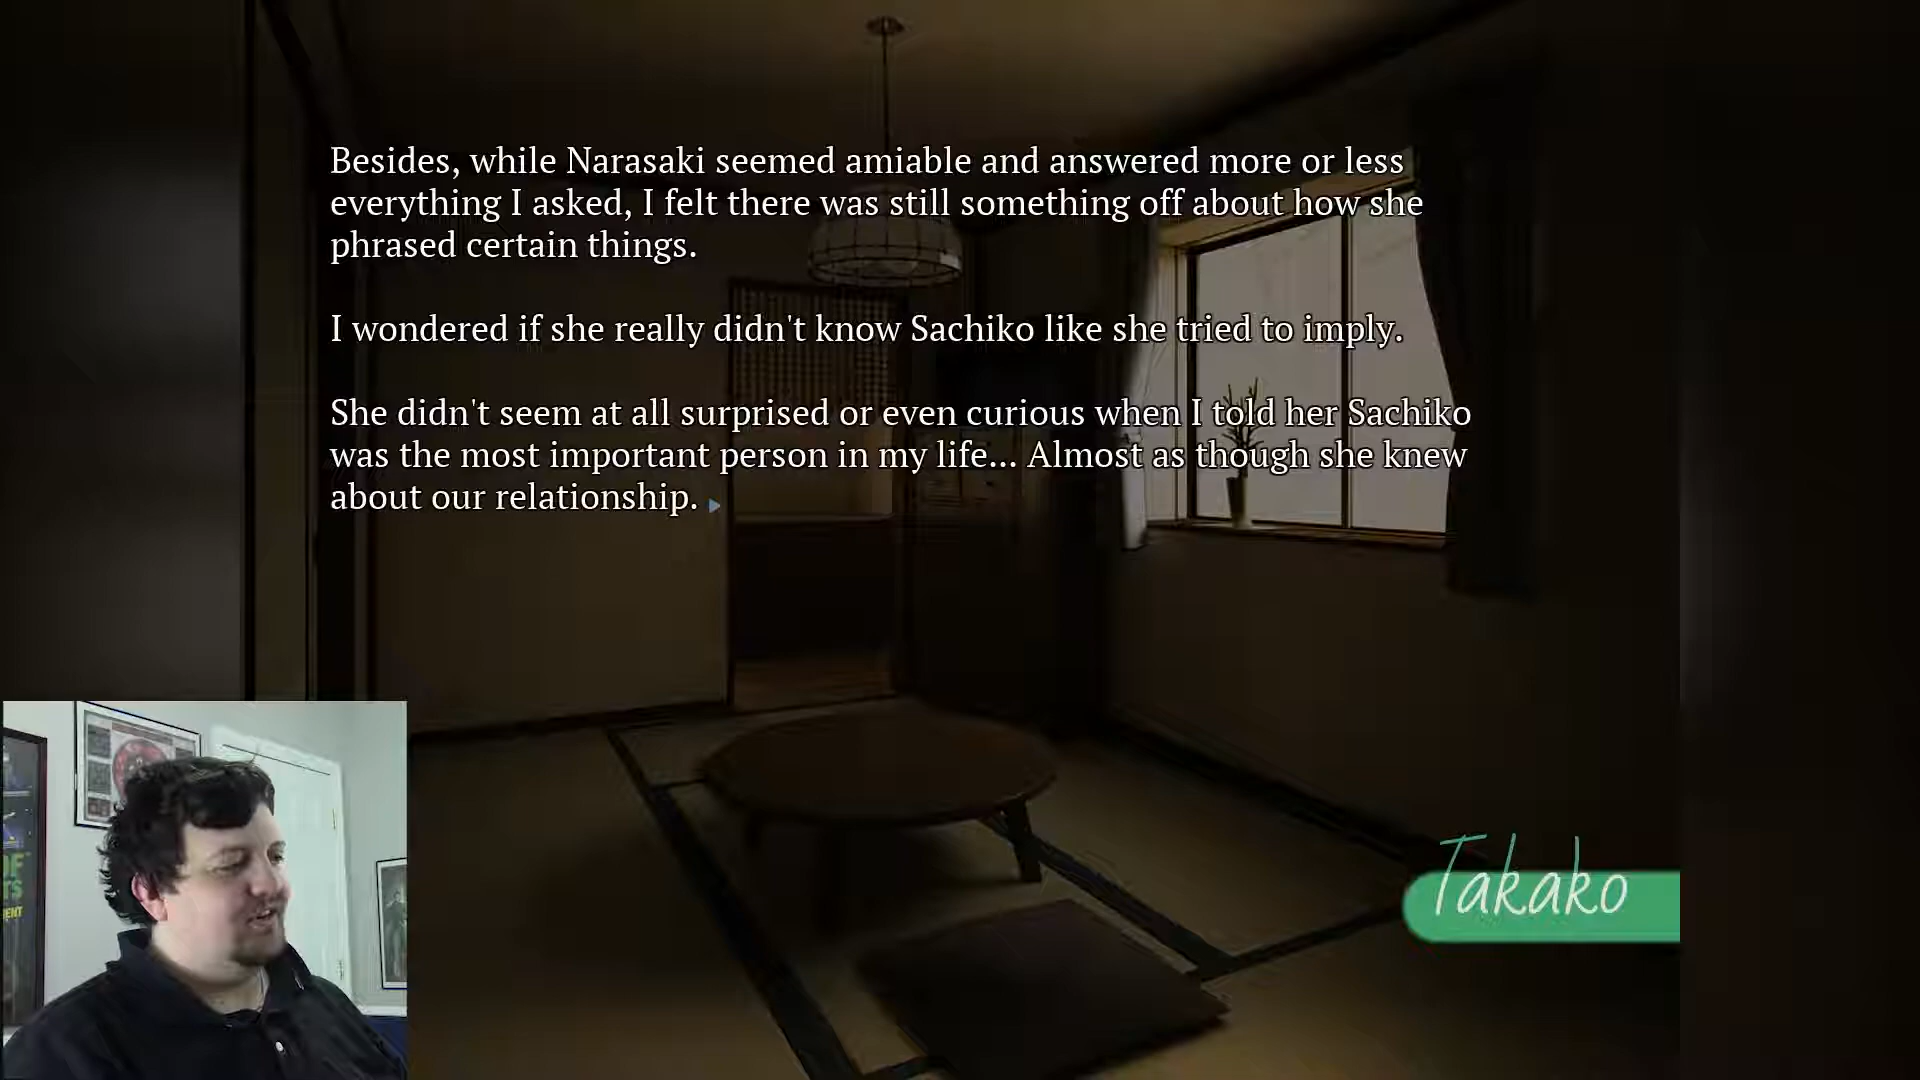 Besides, while Narasaki seemed amiable and answered more or less
everything I asked, I felt there was still something off about how she
phrased certain things.
I wondered if she really didn't know Sachiko like she tried to imply.
She didn't seem at all surprised or even curious when I told her Sachiko
was the most important person in my life... Almost as though she knew
about our relationship.
Takako